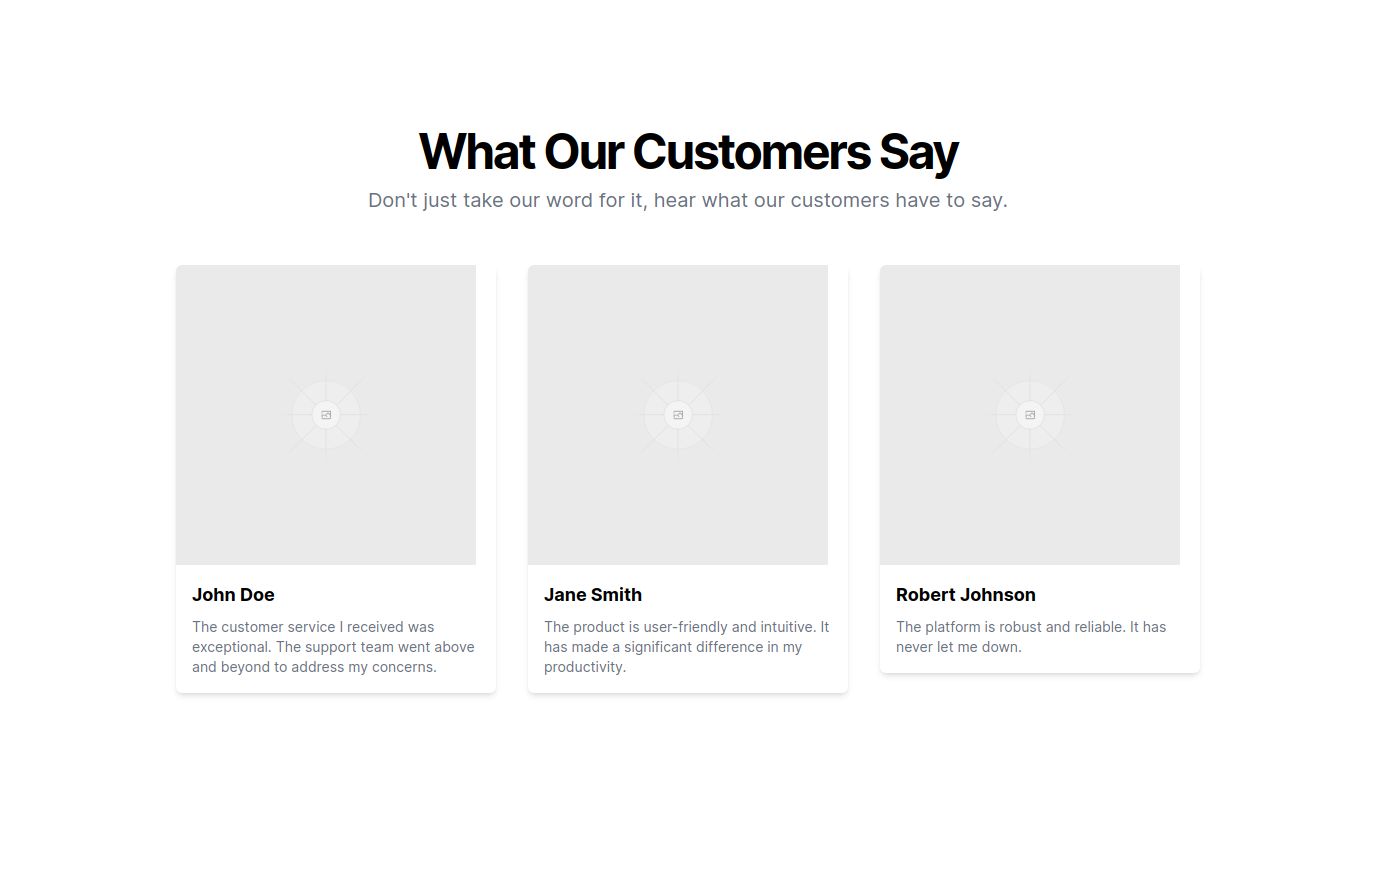 What Our Customers Say
Don't just take our word for it, hear what our customers have to say.
John Doe
The customer service I received was
exceptional. The support team went above
and beyond to address my concerns.
Jane Smith
The product is user-friendly and intuitive. It
has made a significant difference in my
productivity.
Robert Johnson
The platform is robust and reliable. It has
never let me down.